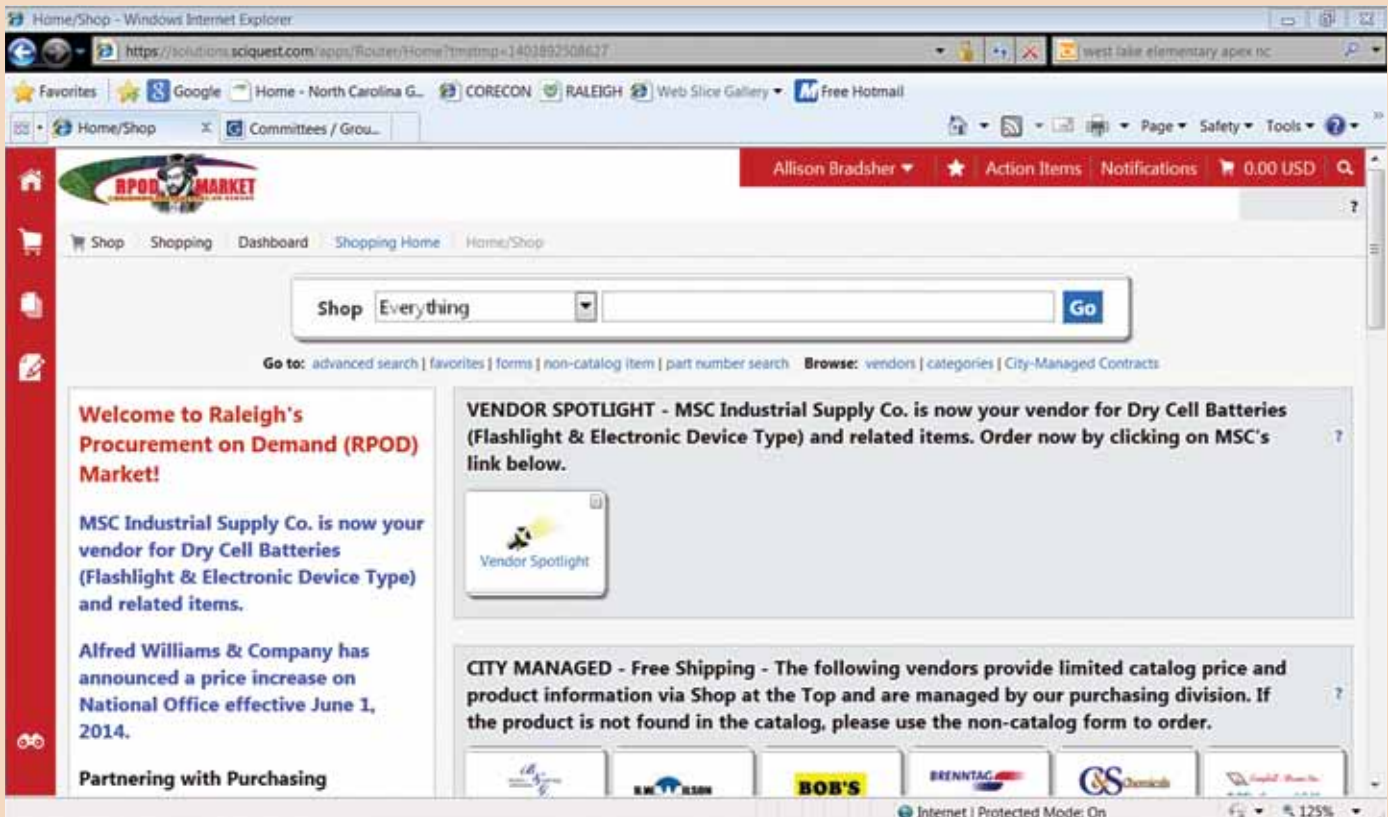 Home/Shop - Windows Internet Explorer
https://solutions.sciquest.com/apps/Router/Home?tmstmp=1403892508627 west lake elementary apex nc
Favorites Google Home - North Carolina G... CORECON RALEIGH Web Slice Gallery Free Hotmail
Home/Shop Committees / Grou... Page Safety Tools
RPOD MARKET
Allison Bradsher Action Items Notifications 0.00 USD
?
Shop Shopping Dashboard Shopping Home Home/Shop
Shop Everything Go
Go to: advanced search | favorites | forms | non-catalog item | part number search Browse: vendors | categories | City-Managed Contracts
Welcome to Raleigh's
Procurement on Demand (RPOD)
Market!
MSC Industrial Supply Co. is now your
vendor for Dry Cell Batteries
(Flashlight & Electronic Device Type)
and related items.
Alfred Williams & Company has
announced a price increase on
National Office effective June 1,
2014.
Partnering with Purchasing
VENDOR SPOTLIGHT - MSC Industrial Supply Co. is now your vendor for Dry Cell Batteries
(Flashlight & Electronic Device Type) and related items. Order now by clicking on MSC's ?
link below.
Vendor Spotlight
CITY MANAGED - Free Shipping - The following vendors provide limited catalog price and
product information via Shop at the Top and are managed by our purchasing division. If ?
the product is not found in the catalog, please use the non-catalog form to order.
BOB'S BRENNTAG C&S Chemicals
Internet | Protected Mode: On 125%